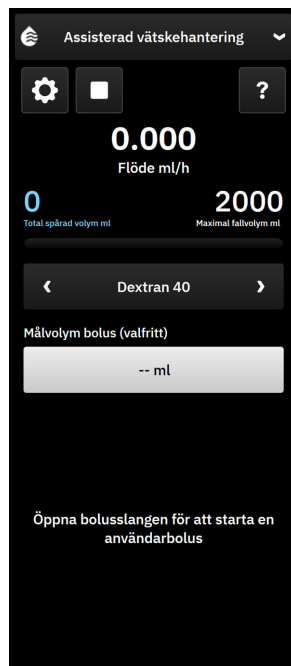 Assisterad vätskehantering
?
0.000
Flöde ml/h
0 2000
Total spårad volym ml Maximal fallvolym ml
Dextran 40
Målvolym bolus (valfritt)
-- ml
Öppna bolusslangen för att starta en
användarbolus